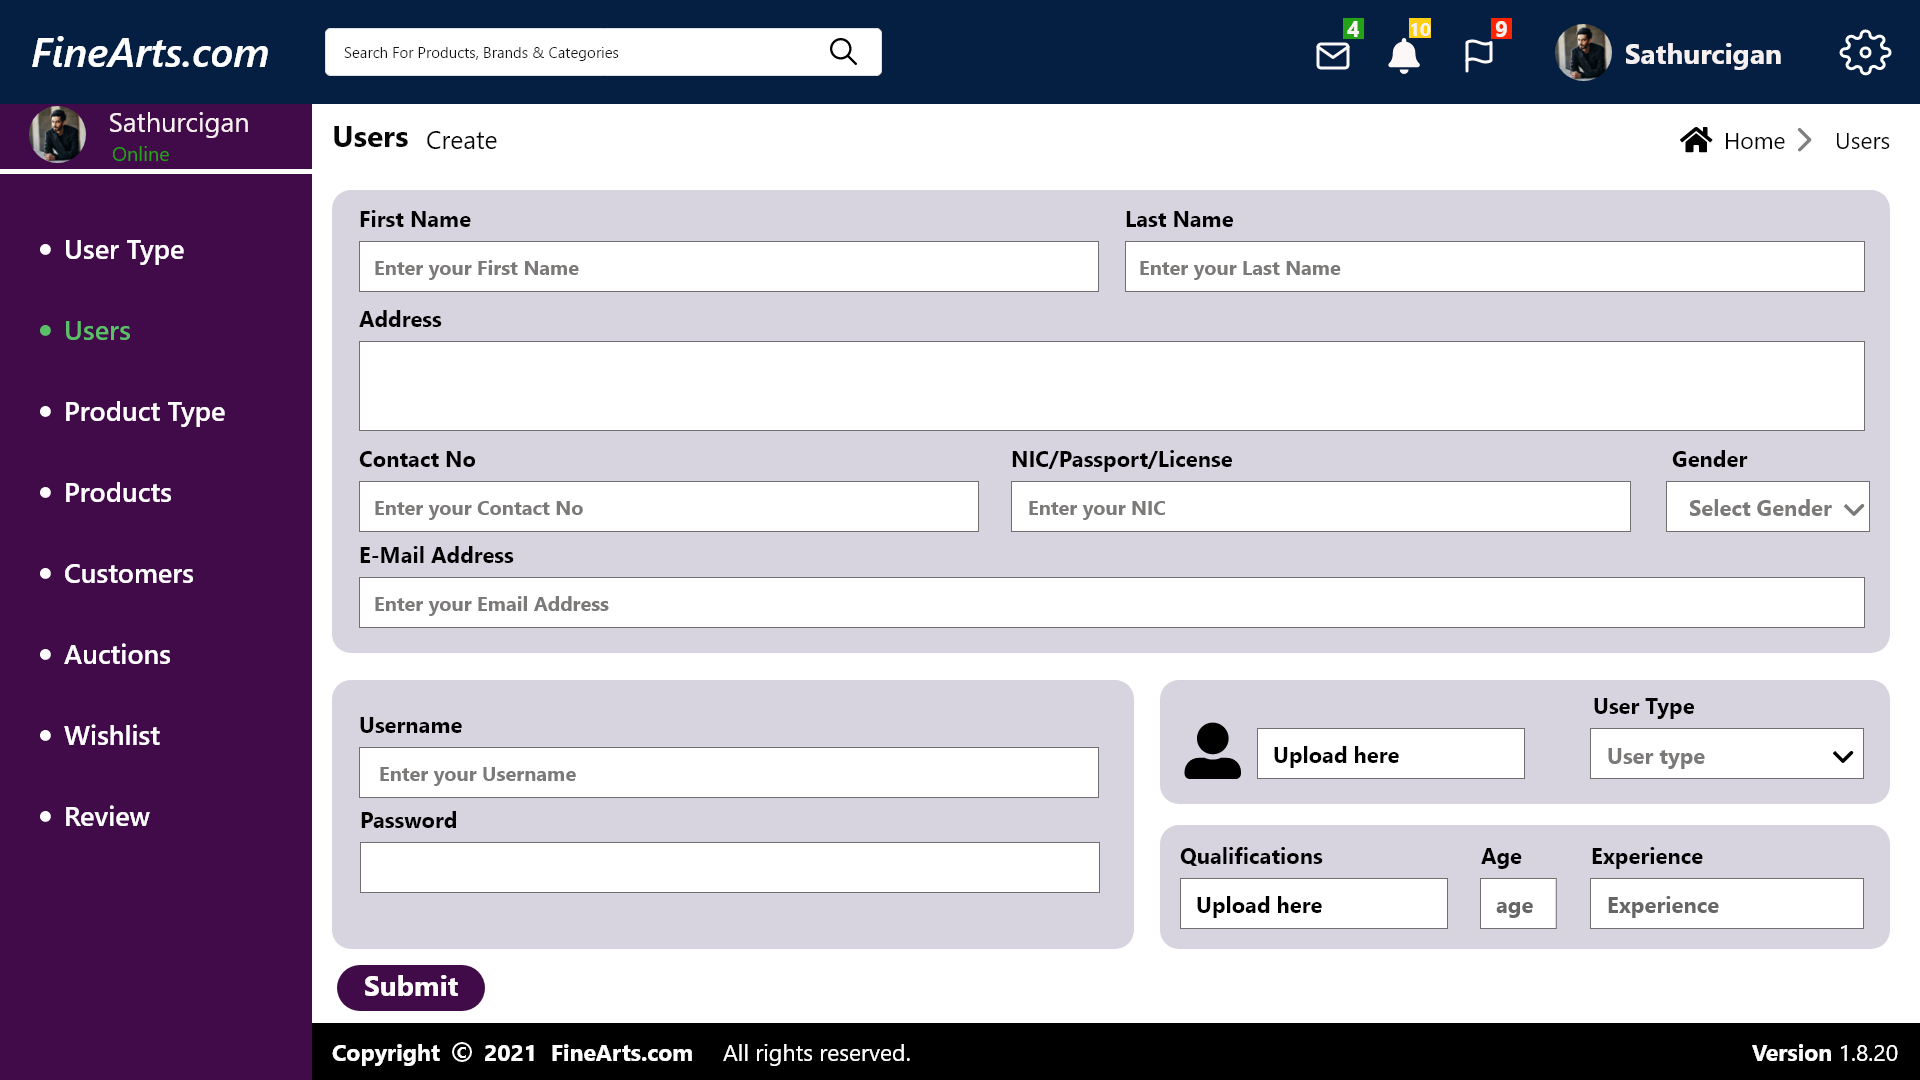 FineArts.com
Search For Products, Brands & Categories
4
10
9
Sathurcigan
Sathurcigan
Online
Users Create
Home Users
User Type
Users
Product Type
Products
Customers
Auctions
Wishlist
Review
First Name
Last Name
Enter your First Name
Enter your Last Name
Address
Contact No
NIC/Passport/License
Gender
Enter your Contact No
Enter your NIC
Select Gender
E-Mail Address
Enter your Email Address
Username
Enter your Username
Password
User Type
Upload here
User type
Qualifications
Age
Experience
Upload here
age
Experience
Submit
Copyright © 2021 FineArts.com All rights reserved.
Version 1.8.20